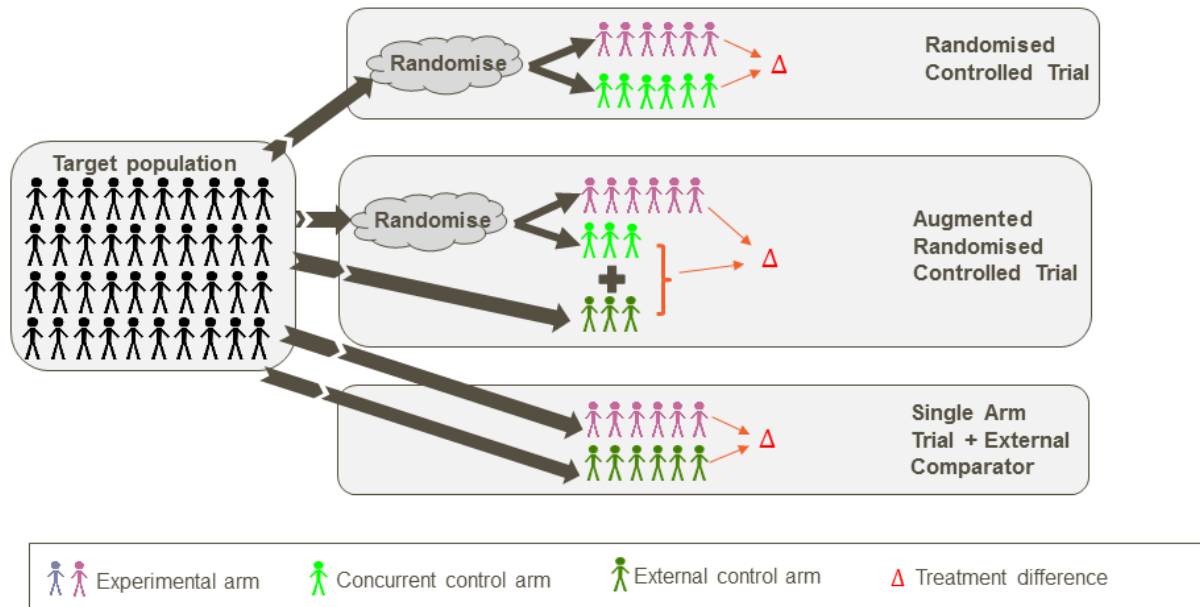 Randomise
Randomised
Controlled Trial
Δ
Target population
Randomise
Augmented
Randomised
Controlled Trial
Δ
Single Arm
Trial + External
Comparator
Δ
Experimental arm
Concurrent control arm
External control arm
Δ Treatment difference